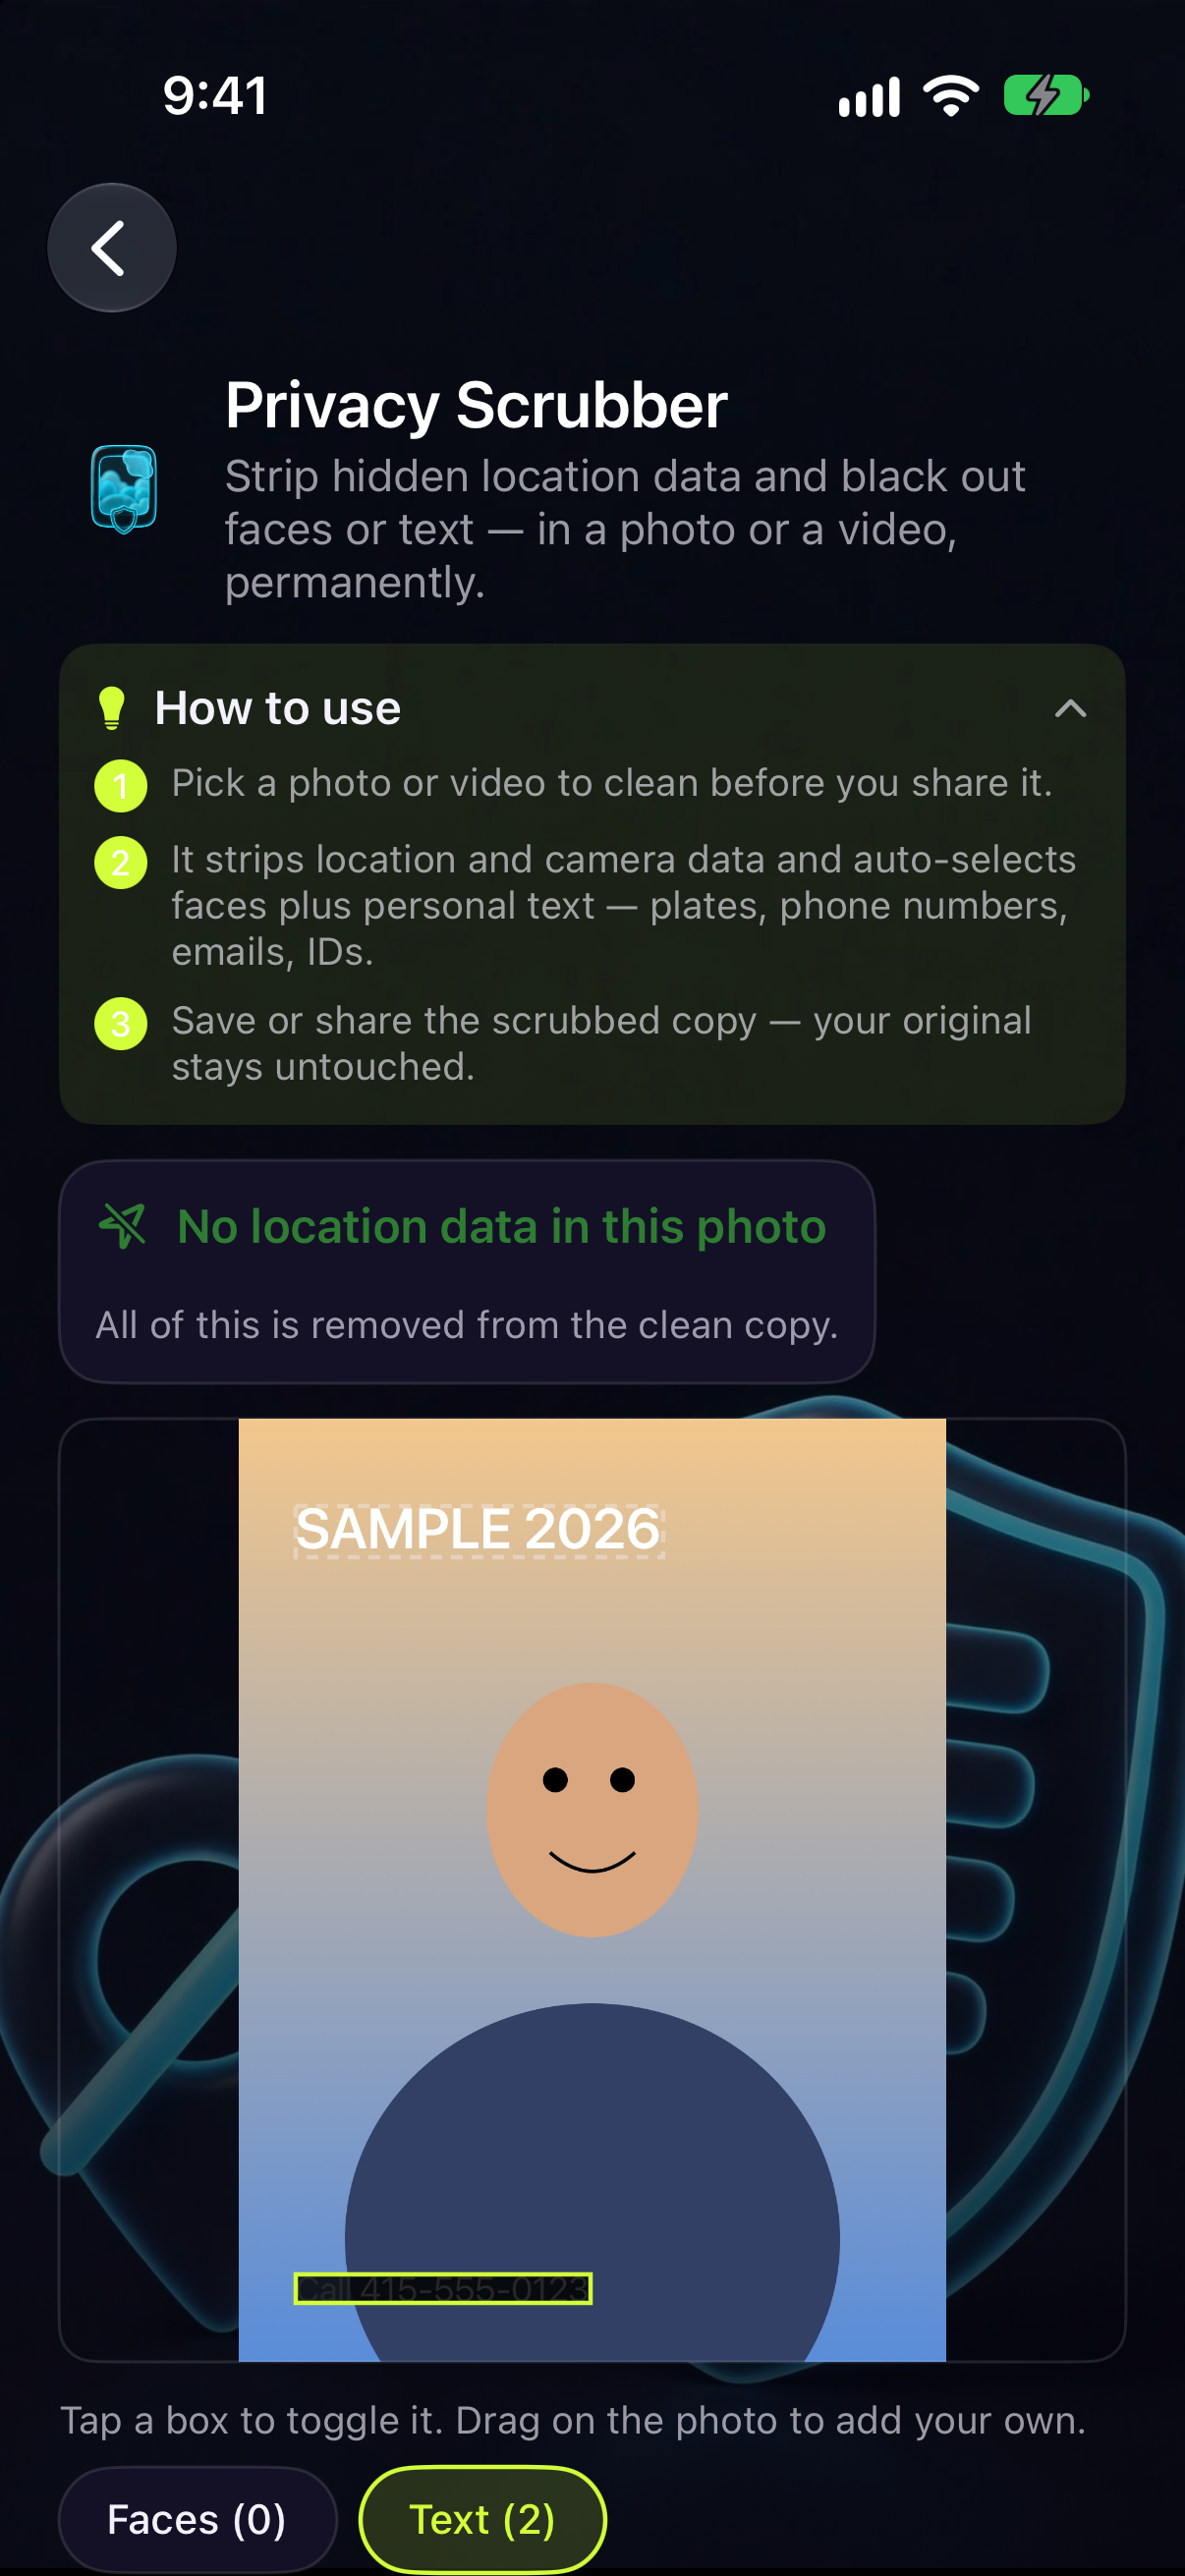 9:41
Privacy Scrubber
Strip hidden location data and black out
faces or text — in a photo or a video,
permanently.
How to use
1 Pick a photo or video to clean before you share it.
2 It strips location and camera data and auto-selects
faces plus personal text — plates, phone numbers,
emails, IDs.
3 Save or share the scrubbed copy — your original
stays untouched.
No location data in this photo
All of this is removed from the clean copy.
SAMPLE 2026
Call 415-555-0123
Tap a box to toggle it. Drag on the photo to add your own.
Faces (0) Text (2)